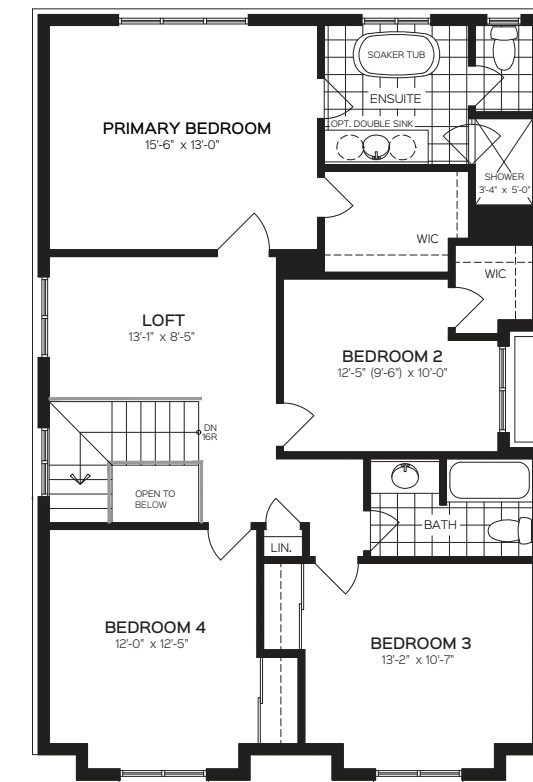 SOAKER TUB
ENSUITE
OPT. DOUBLE SINK
PRIMARY BEDROOM
15'-6" x 13'-0"
SHOWER
3'-4" x 5'-0"
WIC
WIC
LOFT
13'-1" x 8'-5"
BEDROOM 2
12'-5" (9'-6") x 10'-0"
DN
16R
OPEN TO
BELOW
BATH
LIN.
BEDROOM 4
12'-0" x 12'-5"
BEDROOM 3
13'-2" x 10'-7"